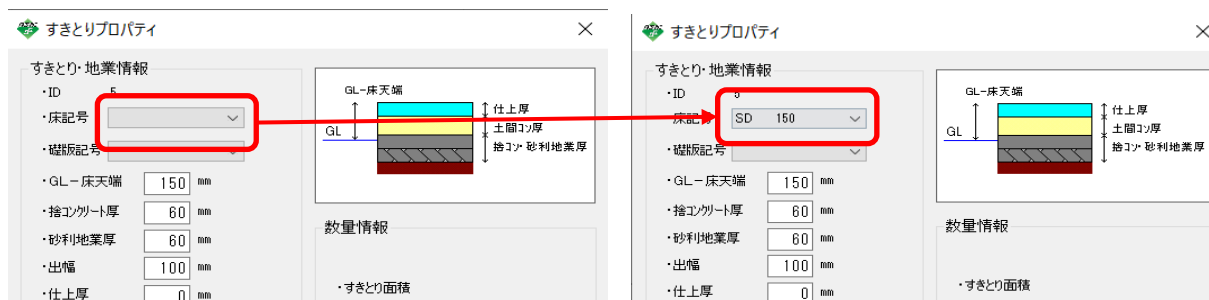 すきとりプロパティ
すきとり・地業情報
・ID 5
・床記号
・礎版記号
・GL－床天端 150 mm
・捨コンクリート厚 60 mm
・砂利地業厚 60 mm
・出幅 100 mm
・仕上厚 0 mm
GL-床天端
GL
仕上厚
土間コン厚
捨コン・砂利地業厚
数量情報
・すきとり面積
すきとりプロパティ
すきとり・地業情報
・ID 5
・床記号 SD 150
・礎版記号
・GL－床天端 150 mm
・捨コンクリート厚 60 mm
・砂利地業厚 60 mm
・出幅 100 mm
・仕上厚 0 mm
GL-床天端
GL
仕上厚
土間コン厚
捨コン・砂利地業厚
数量情報
・すきとり面積